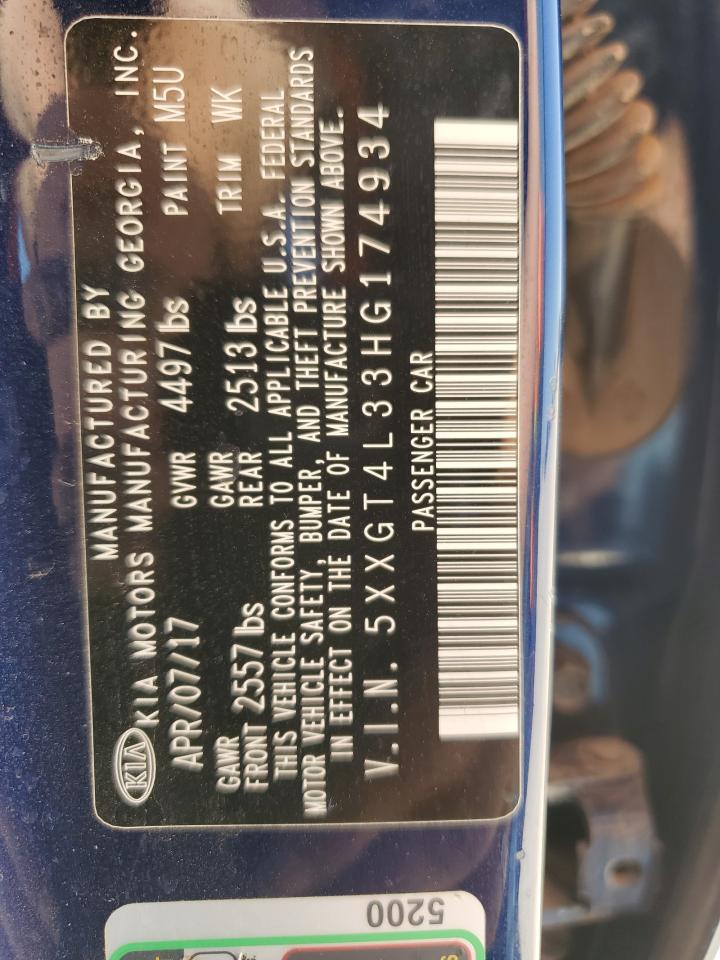 MANUFACTURED BY
KIA KIA MOTORS MANUFACTURING GEORGIA, INC.
APR/07/17 GVWR 4497 lbs PAINT M5U
GAWR GAWR
FRONT 2557 lbs REAR 2513 lbs TRIM WK
THIS VEHICLE CONFORMS TO ALL APPLICABLE U.S.A. FEDERAL
MOTOR VEHICLE SAFETY, BUMPER, AND THEFT PREVENTION STANDARDS
IN EFFECT ON THE DATE OF MANUFACTURE SHOWN ABOVE.
V.I.N. 5XXGT4L33HG174934
PASSENGER CAR
5200